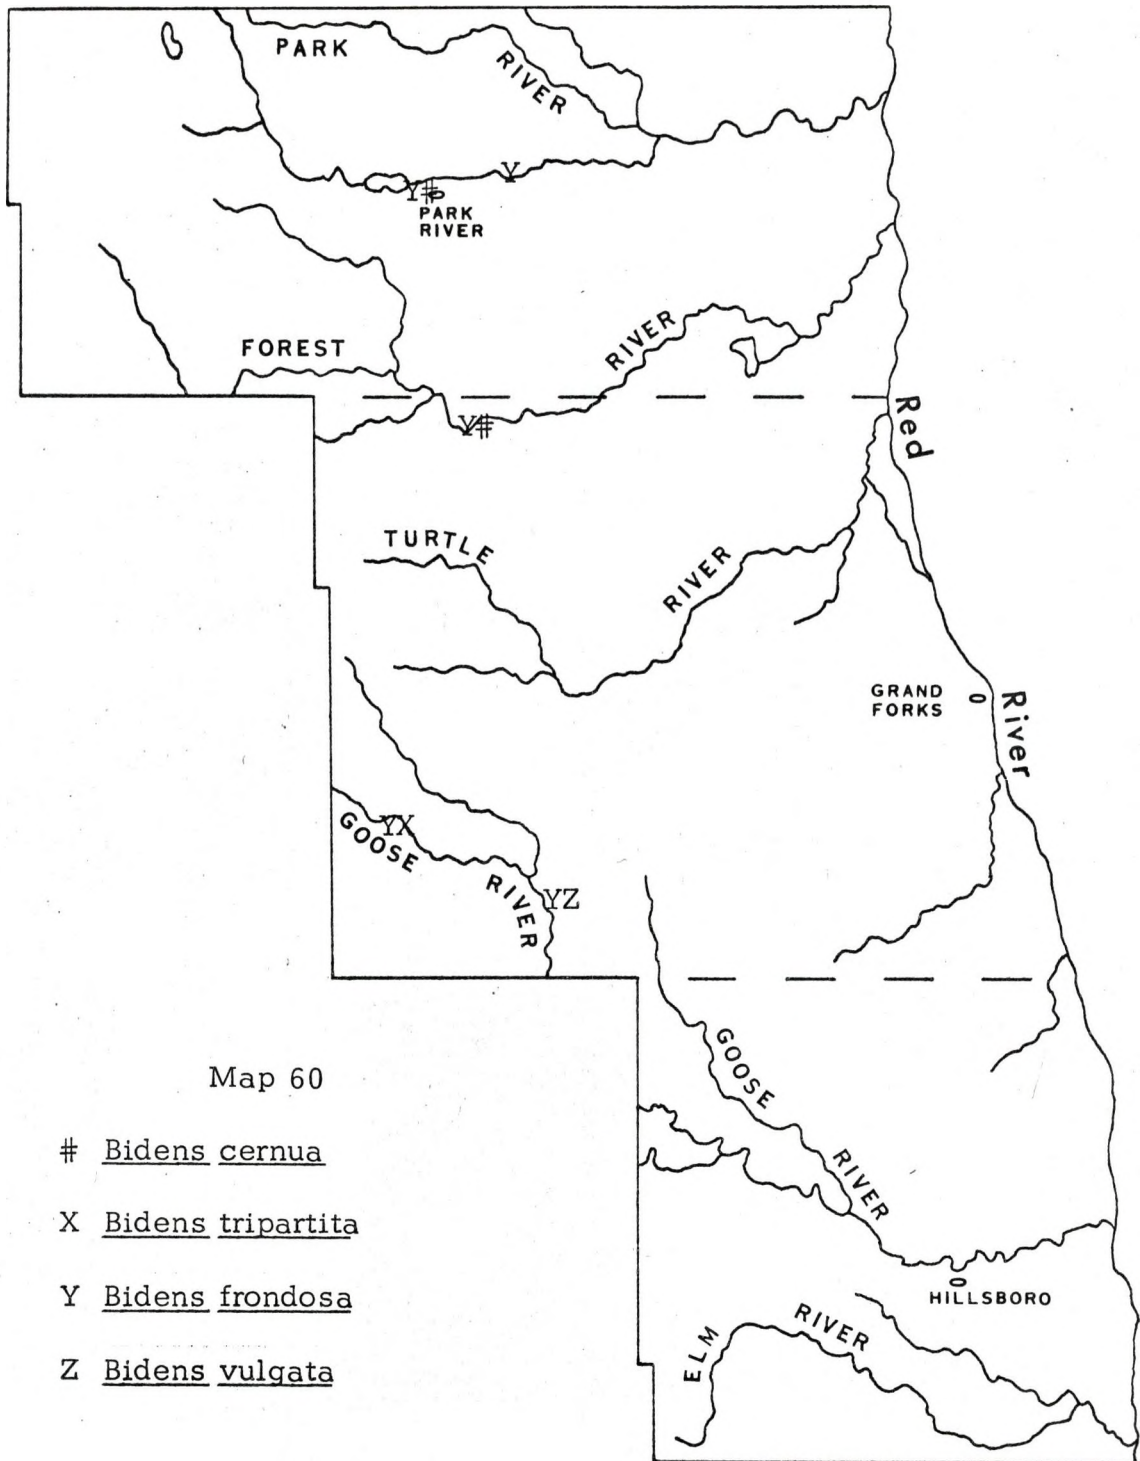 PARK
RIVER
Y
Y#
PARK
RIVER
FOREST
RIVER
Y#
Red
TURTLE
RIVER
GRAND
FORKS
River
YX
GOOSE
RIVER
YZ
GOOSE
RIVER
HILLSBORO
ELM
RIVER
Map 60
# Bidens cernua
X Bidens tripartita
Y Bidens frondosa
Z Bidens vulgata